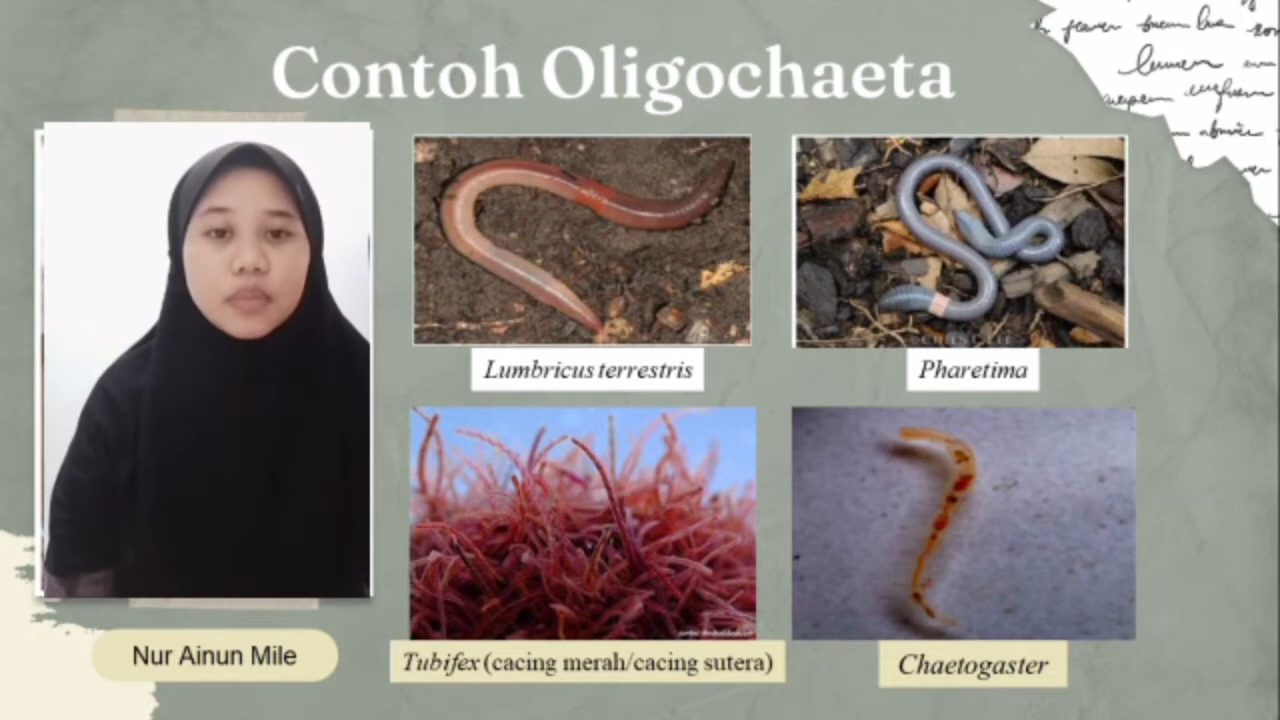 Contoh Oligochaeta
Lumbricus terrestris
Pharetima
Tubifex (cacing merah/cacing sutera)
Chaetogaster
Nur Ainun Mile